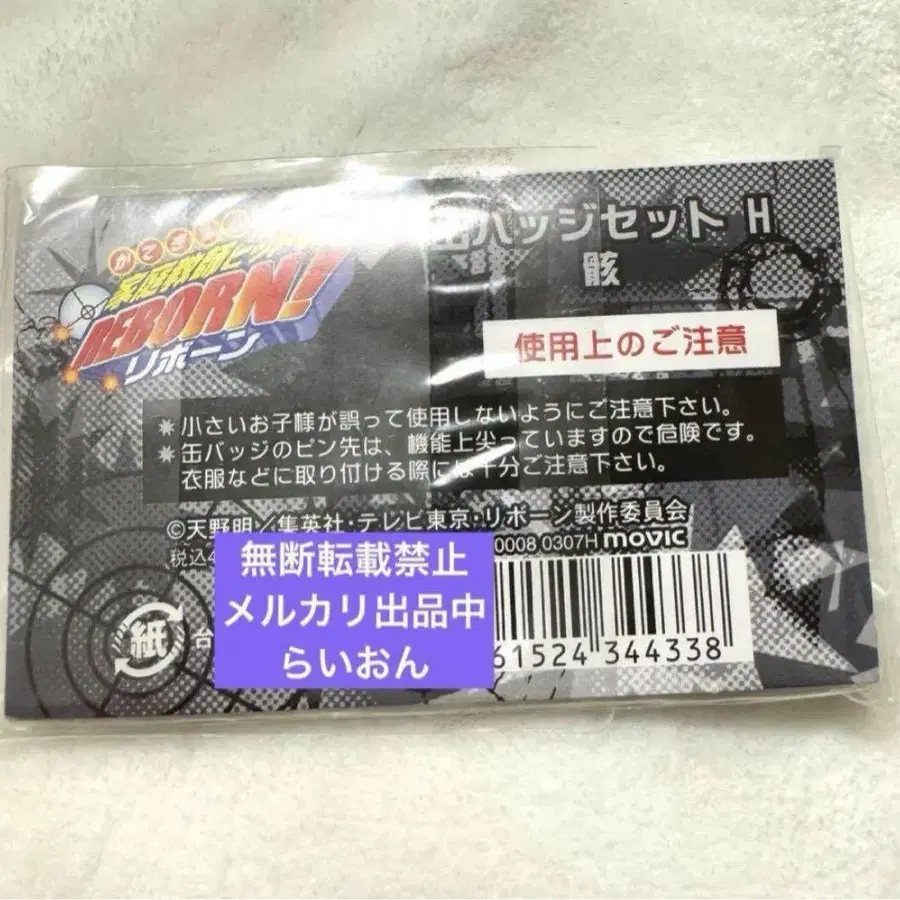 かてき
家庭教師ヒットマン
REBORN!
リボーン
缶バッジセット H
骸
使用上のご注意
＊小さいお子様が誤って使用しないようにご注意下さい。
＊缶バッジのピン先は、機能上尖っていますので危険です。
衣服などに取り付ける際には十分ご注意下さい。
©天野明／集英社・テレビ東京・リボーン製作委員会
税込4
0008 0307H movic
無断転載禁止
メルカリ出品中
らいおん
紙
台
61524 344338